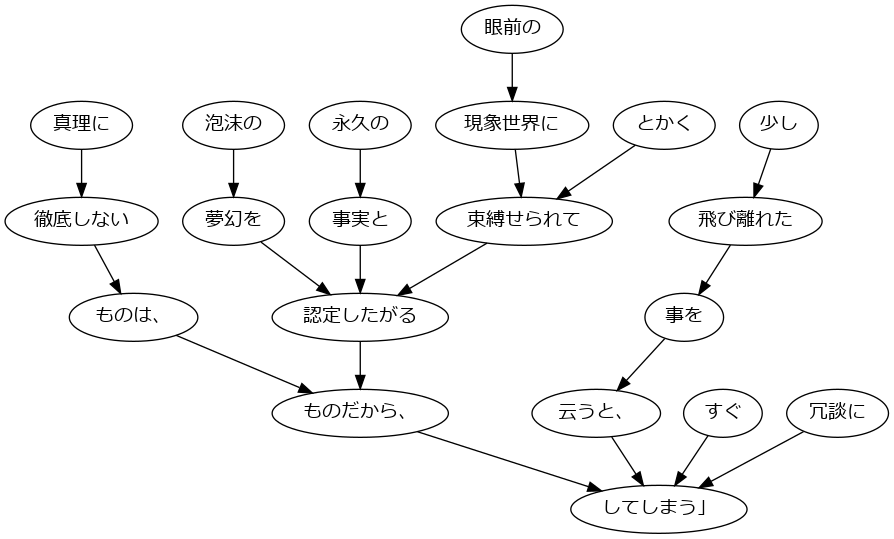 眼前の
真理に
泡沫の
永久の
現象世界に
とかく
少し
徹底しない
夢幻を
事実と
束縛せられて
飛び離れた
ものは、
認定したがる
事を
ものだから、
云うと、
すぐ
冗談に
してしまう」